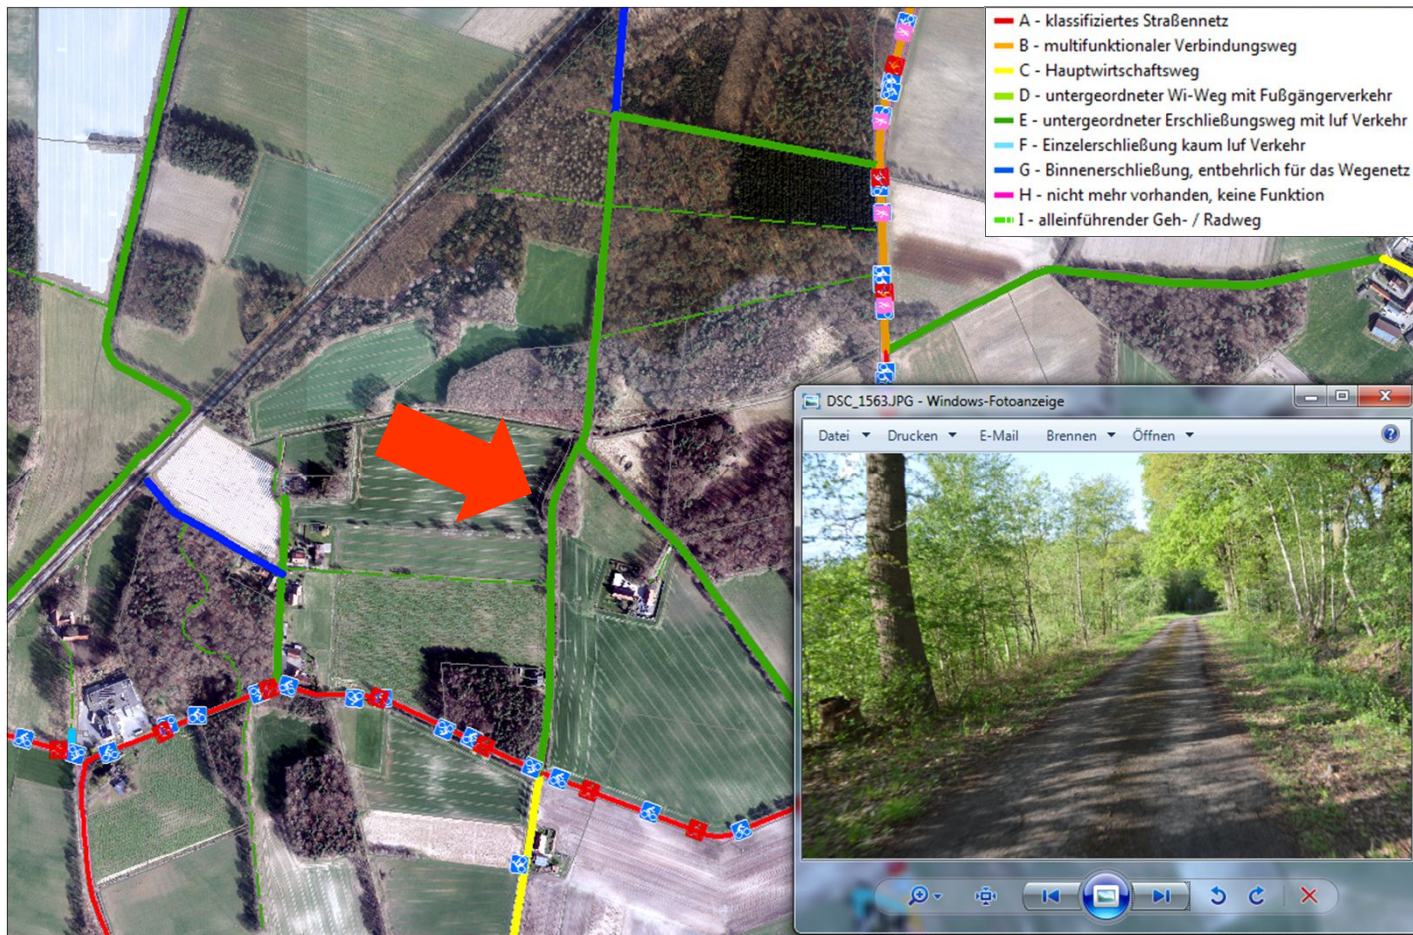 A - klassifiziertes Straßennetz
B - multifunktionaler Verbindungsweg
C - Hauptwirtschaftsweg
D - untergeordneter Wi-Weg mit Fußgängerverkehr
E - untergeordneter Erschließungsweg mit luf Verkehr
F - Einzelerschließung kaum luf Verkehr
G - Binnenerschließung, entbehrlich für das Wegenetz
H - nicht mehr vorhanden, keine Funktion
I - alleinführender Geh- / Radweg
DSC_1563.JPG - Windows-Fotoanzeige
Datei Drucken E-Mail Brennen Öffnen